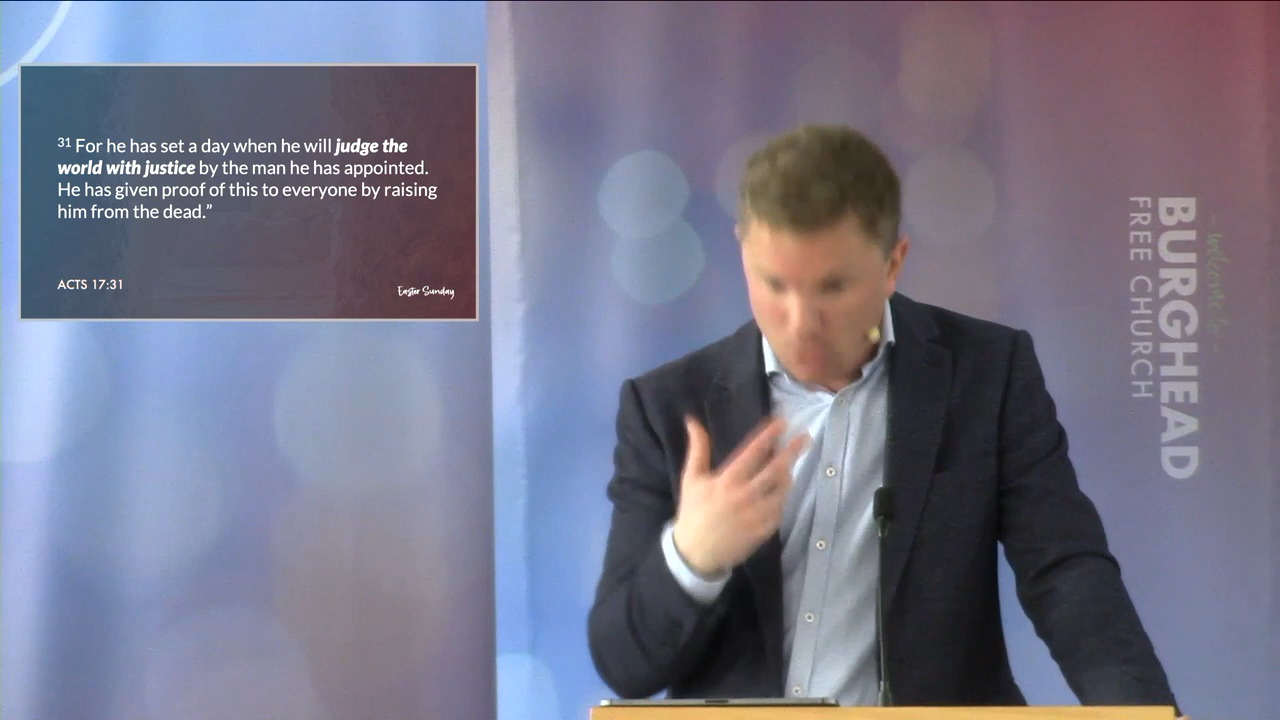 31 For he has set a day when he will judge the
world with justice by the man he has appointed.
He has given proof of this to everyone by raising
him from the dead.”
ACTS 17:31
Easter Sunday
- welcome to -
BURGHEAD
FREE CHURCH